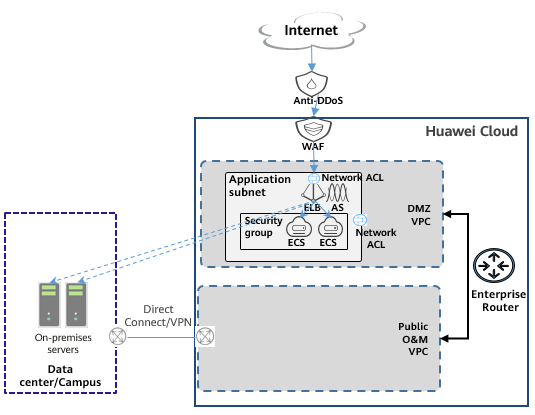 Internet
Anti-DDoS
WAF
Huawei Cloud
Application
subnet
Network ACL
ELB AS
Security
group
ECS ECS
Network
ACL
DMZ
VPC
Enterprise
Router
On-premises
servers
Data
center/Campus
Direct
Connect/VPN
Public
O&M
VPC